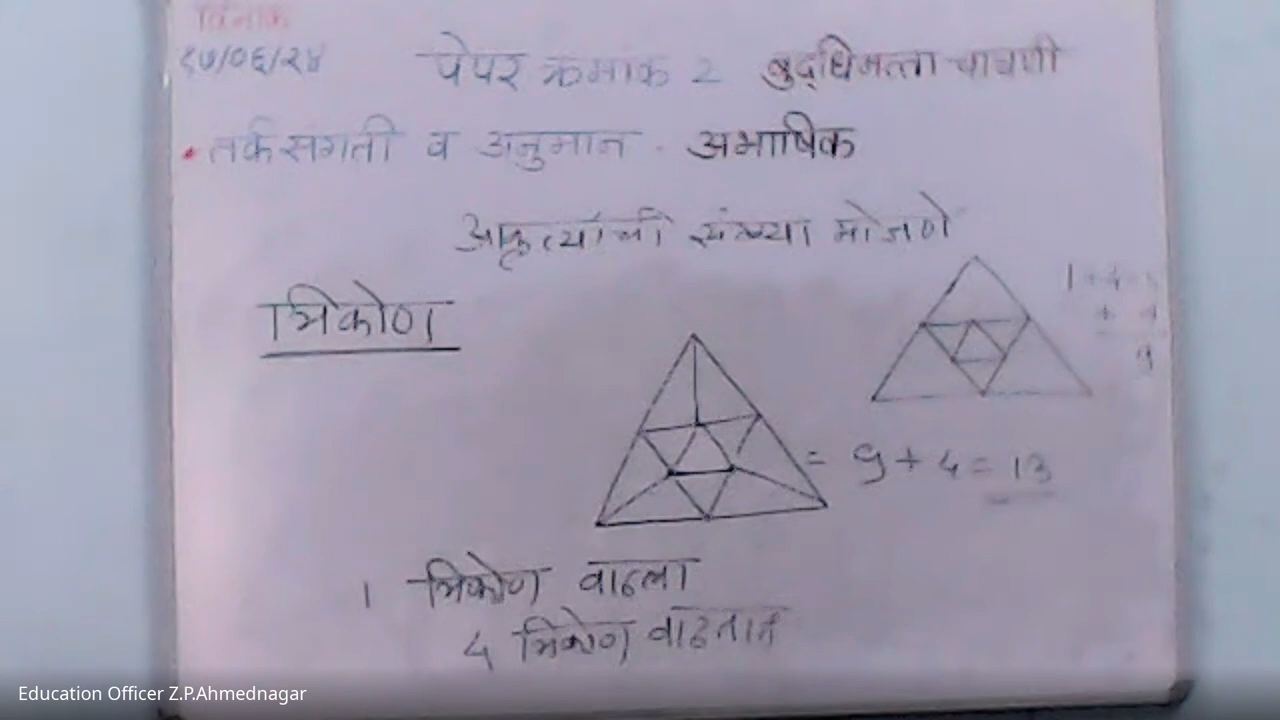 दिनांक
१७/०६/२४
पेपर क्रमांक 2 बुद्धिमत्ता चाचणी
• तर्कसंगती व अनुमान - अभाषिक
आकृत्यांची संख्या मोजणे
त्रिकोण
= 9 + 4 = 13
1 त्रिकोण वाढला
4 त्रिकोण वाढतात
Education Officer Z.P.Ahmednagar